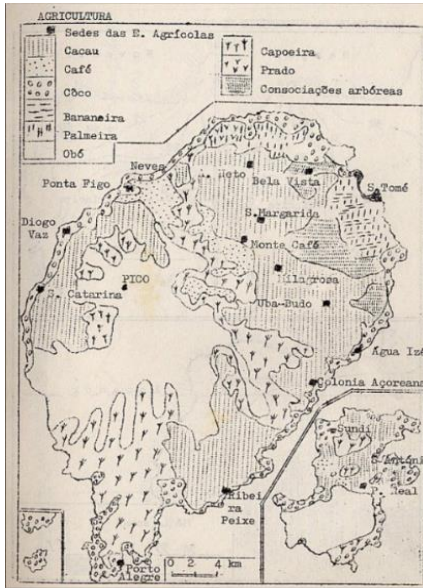 AGRICULTURA
Sedes das E. Agrícolas
Cacau
Café
Côco
Bananeira
Palmeira
Obó
Capoeira
Prado
Consociações arbóreas
Neves
Ponta Figo
Bela Vista
S. Tomé
Diogo
Vaz
S. Margarida
Monte Café
PICO
S. Catarina
Milagrosa
Uba-Budo
Água Izé
Colonia Açoreana
Sundi
Ribei
ra
Peixe
Porto
Alegre
0 2 4 km